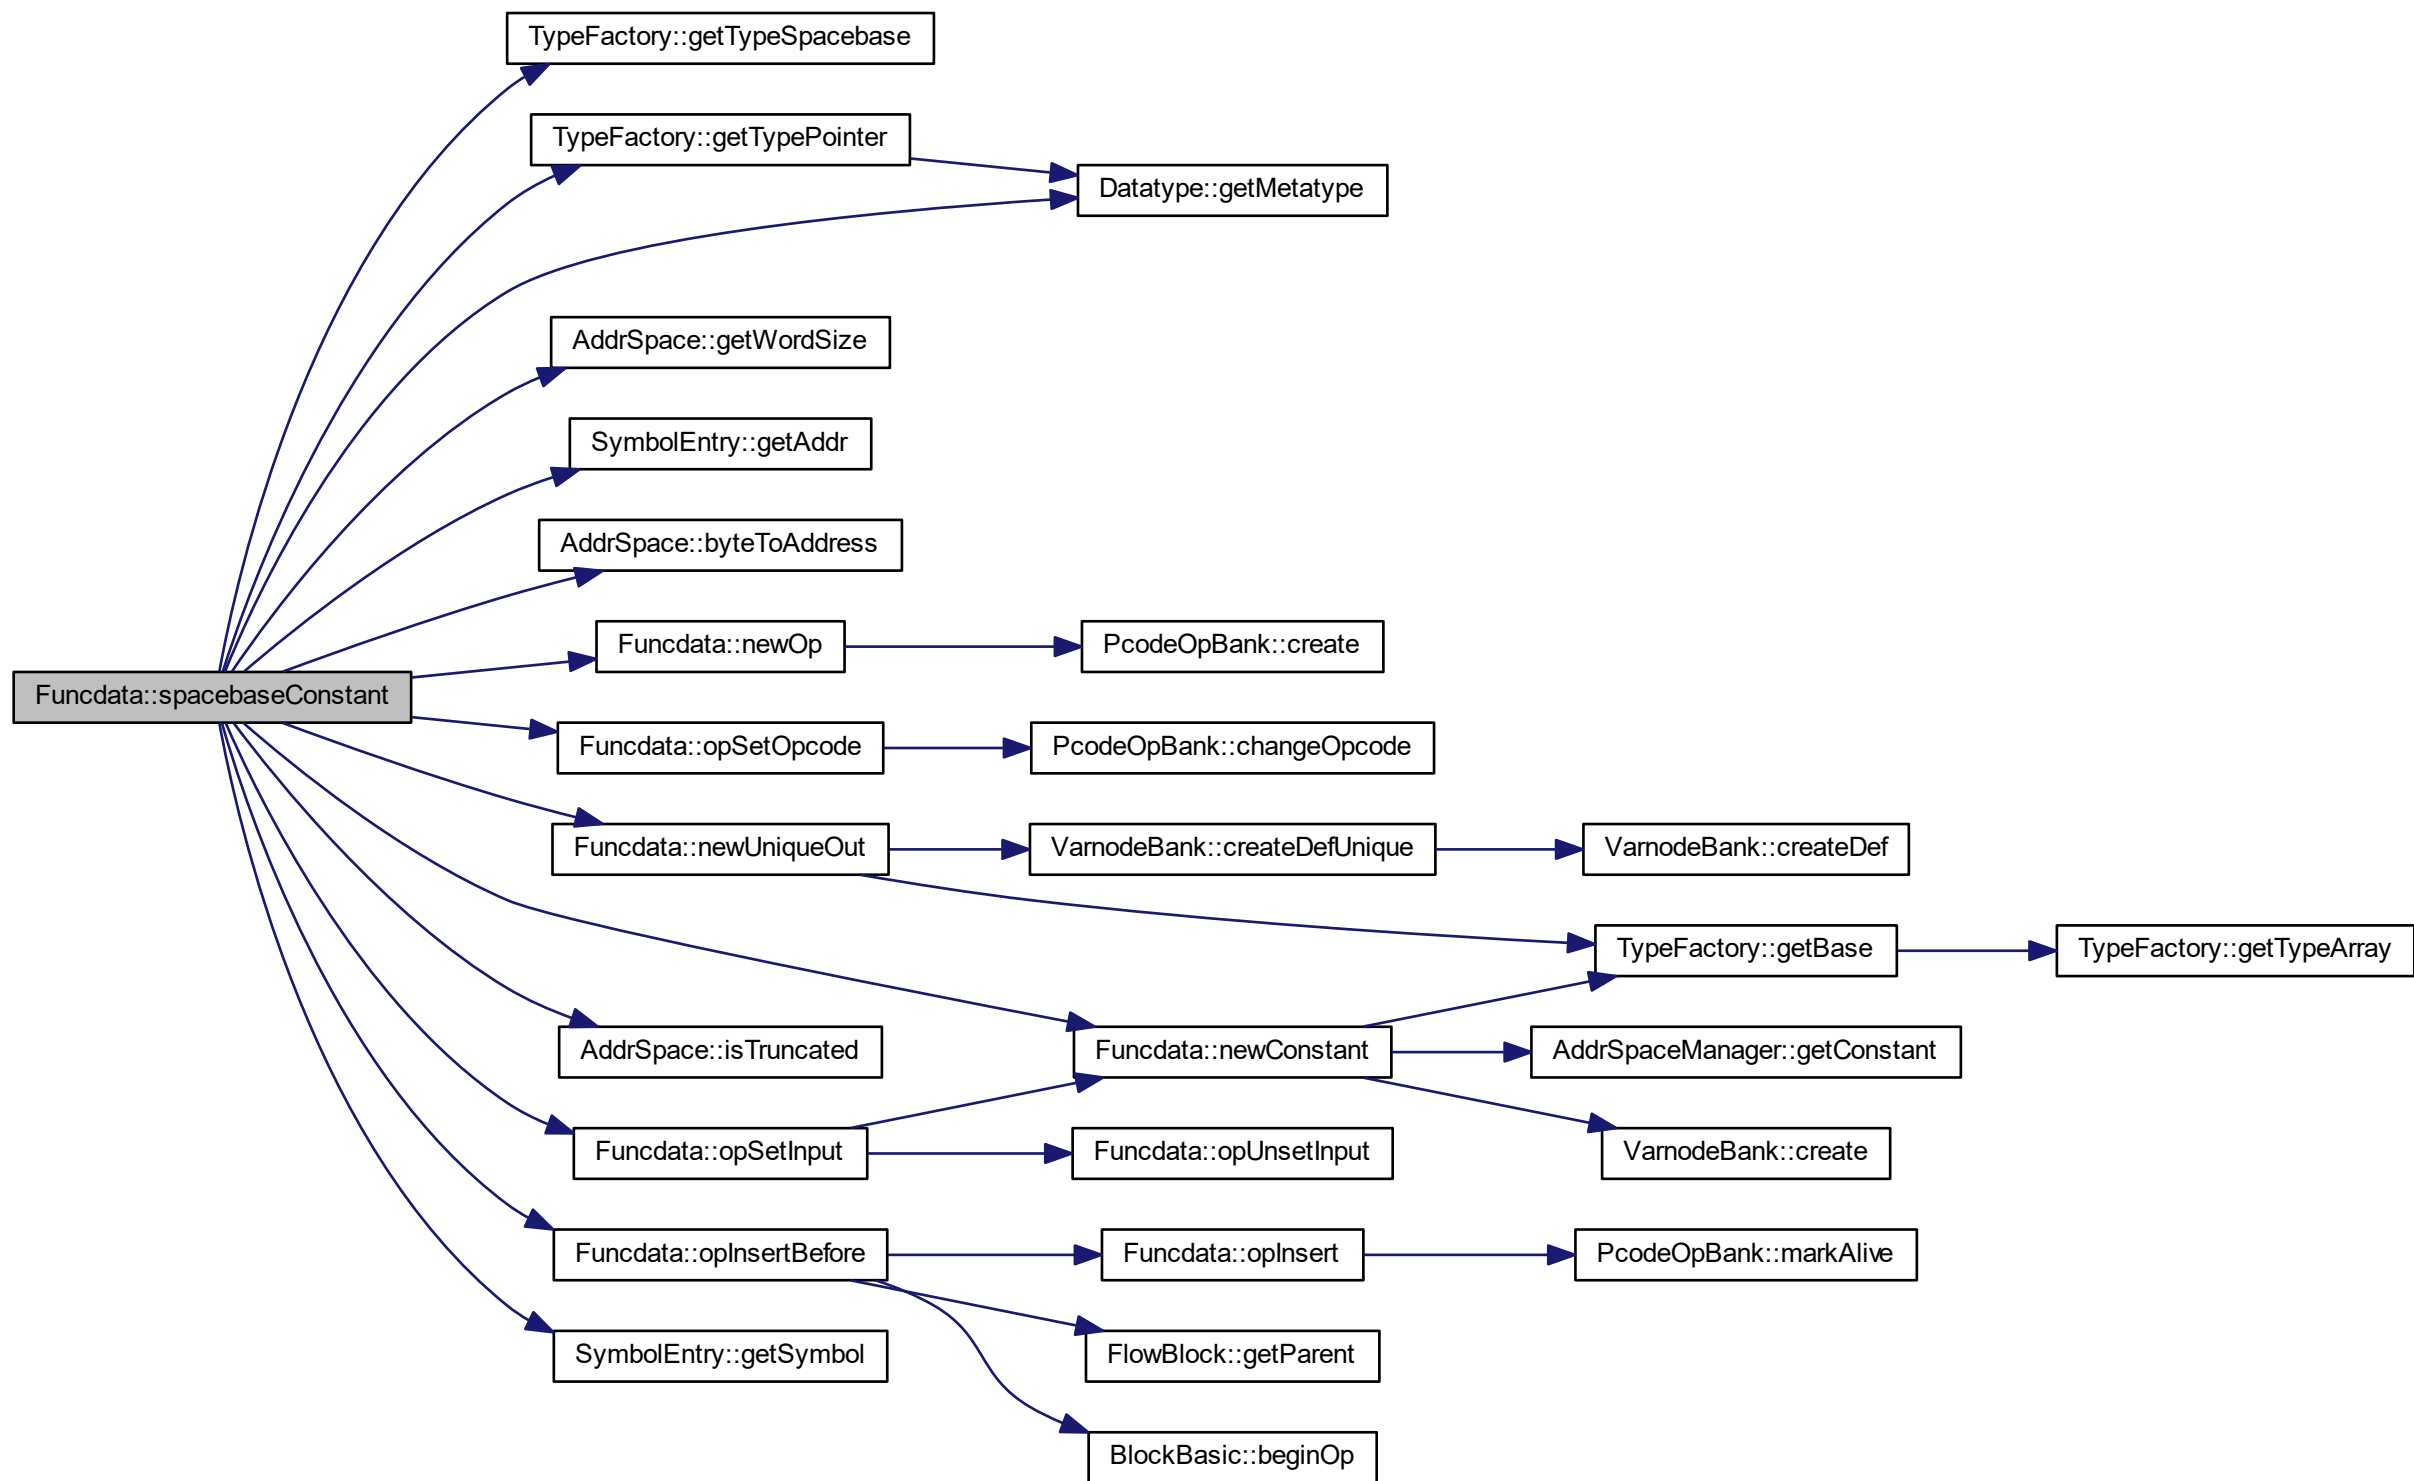 TypeFactory::getTypeSpacebase
TypeFactory::getTypePointer
Datatype::getMetatype
AddrSpace::getWordSize
SymbolEntry::getAddr
AddrSpace::byteToAddress
Funcdata::newOp
PcodeOpBank::create
Funcdata::spacebaseConstant
Funcdata::opSetOpcode
PcodeOpBank::changeOpcode
Funcdata::newUniqueOut
VarnodeBank::createDefUnique
VarnodeBank::createDef
TypeFactory::getBase
TypeFactory::getTypeArray
AddrSpace::isTruncated
Funcdata::newConstant
AddrSpaceManager::getConstant
Funcdata::opSetInput
Funcdata::opUnsetInput
VarnodeBank::create
Funcdata::opInsertBefore
Funcdata::opInsert
PcodeOpBank::markAlive
SymbolEntry::getSymbol
FlowBlock::getParent
BlockBasic::beginOp